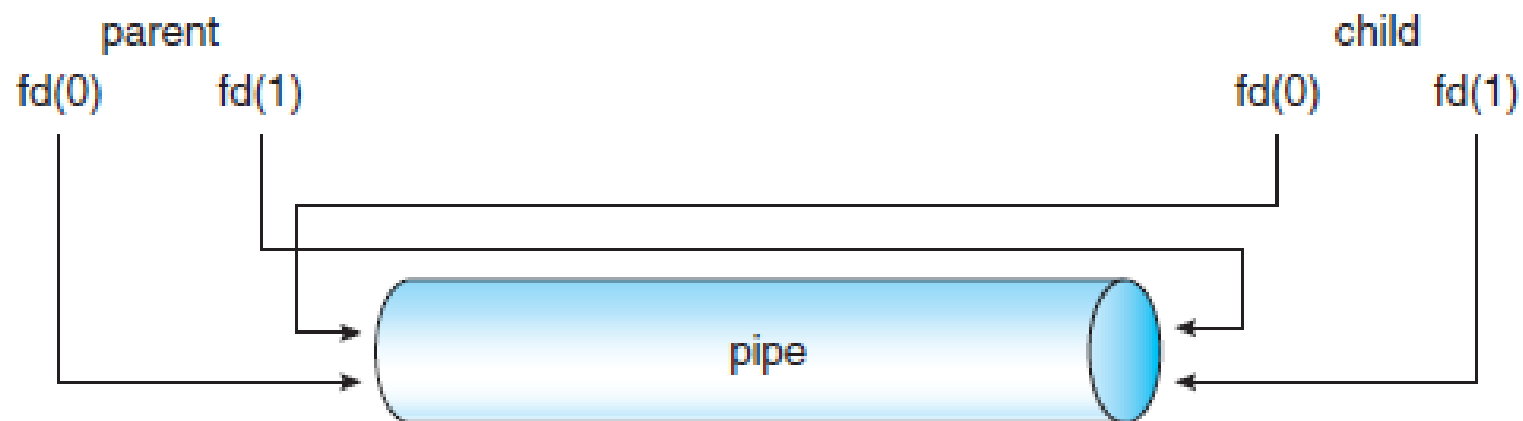 parent child
fd(0) fd(1) fd(0) fd(1)
pipe